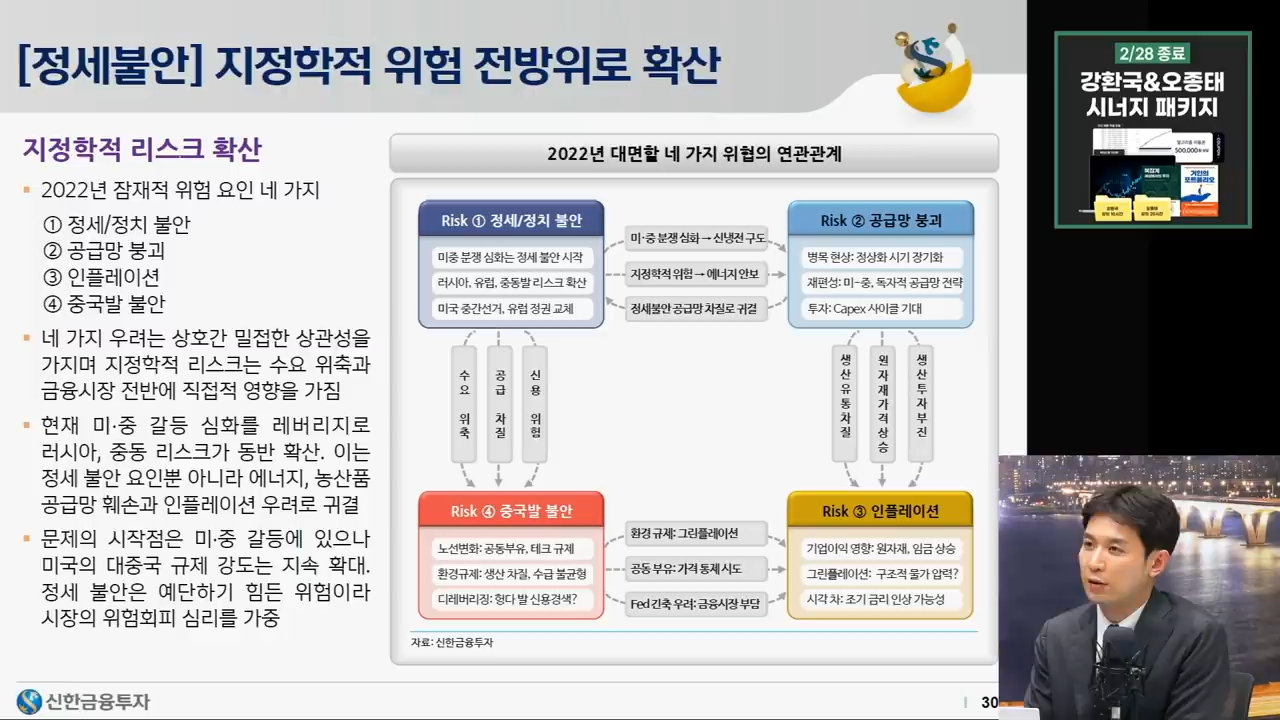 [정세불안] 지정학적 위험 전방위로 확산
지정학적 리스크 확산
2022년 잠재적 위험 요인 네 가지
① 정세/정치 불안
② 공급망 붕괴
③ 인플레이션
④ 중국발 불안
네 가지 우려는 상호간 밀접한 상관성을
가지며 지정학적 리스크는 수요 위축과
금융시장 전반에 직접적 영향을 가짐
현재 미·중 갈등 심화를 레버리지로
러시아, 중동 리스크가 동반 확산. 이는
정세 불안 요인뿐 아니라 에너지, 농산품
공급망 훼손과 인플레이션 우려로 귀결
문제의 시작점은 미·중 갈등에 있으나
미국의 대중국 규제 강도는 지속 확대.
정세 불안은 예단하기 힘든 위험이라
시장의 위험회피 심리를 가중
2022년 대면할 네 가지 위협의 연관관계
Risk ① 정세/정치 불안
미중 분쟁 심화는 정세 불안 시작
러시아, 유럽, 중동발 리스크 확산
미국 중간선거, 유럽 정권 교체
미·중 분쟁 심화 → 신냉전 구도
지정학적 위험 → 에너지 안보
정세불안 공급망 차질로 귀결
Risk ② 공급망 붕괴
병목 현상: 정상화 시기 장기화
재편성: 미-중, 독자적 공급망 전략
투자: Capex 사이클 기대
수요 위축
공급 차질
신용 위험
생산유통차질
원자재가격상승
생산투자부진
Risk ④ 중국발 불안
노선변화: 공동부유, 테크 규제
환경규제: 생산 차질, 수급 불균형
디레버리징: 헝다 발 신용경색?
환경 규제: 그린플레이션
공동 부유: 가격 통제 시도
Fed 긴축 우려: 금융시장 부담
Risk ③ 인플레이션
기업이익 영향: 원자재, 임금 상승
그린플레이션: 구조적 물가 압력?
시각 차: 조기 금리 인상 가능성
자료: 신한금융투자
신한금융투자
30
2/28 종료
강환국&오종태
시너지 패키지
500,000원
거인의
포트폴리오